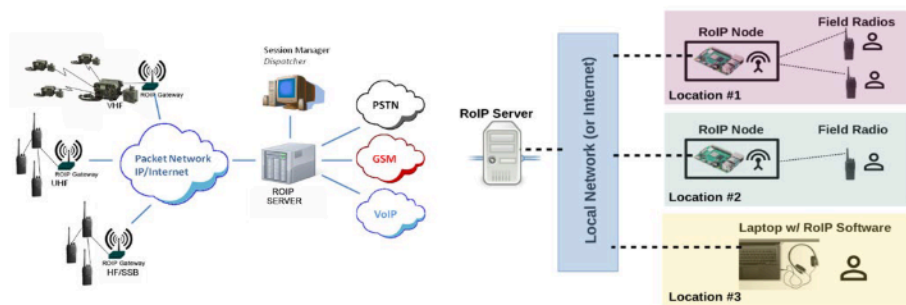 Session Manager
Dispatcher
ROIP Gateway
VHF
ROIP Gateway
UHF
ROIP Gateway
HF/SSB
Packet Network
IP/Internet
ROIP
SERVER
PSTN
GSM
VoIP
RoIP Server
Local Network (or Internet)
RoIP Node
Field Radios
Location #1
RoIP Node
Field Radio
Location #2
Laptop w/ RoIP Software
Location #3